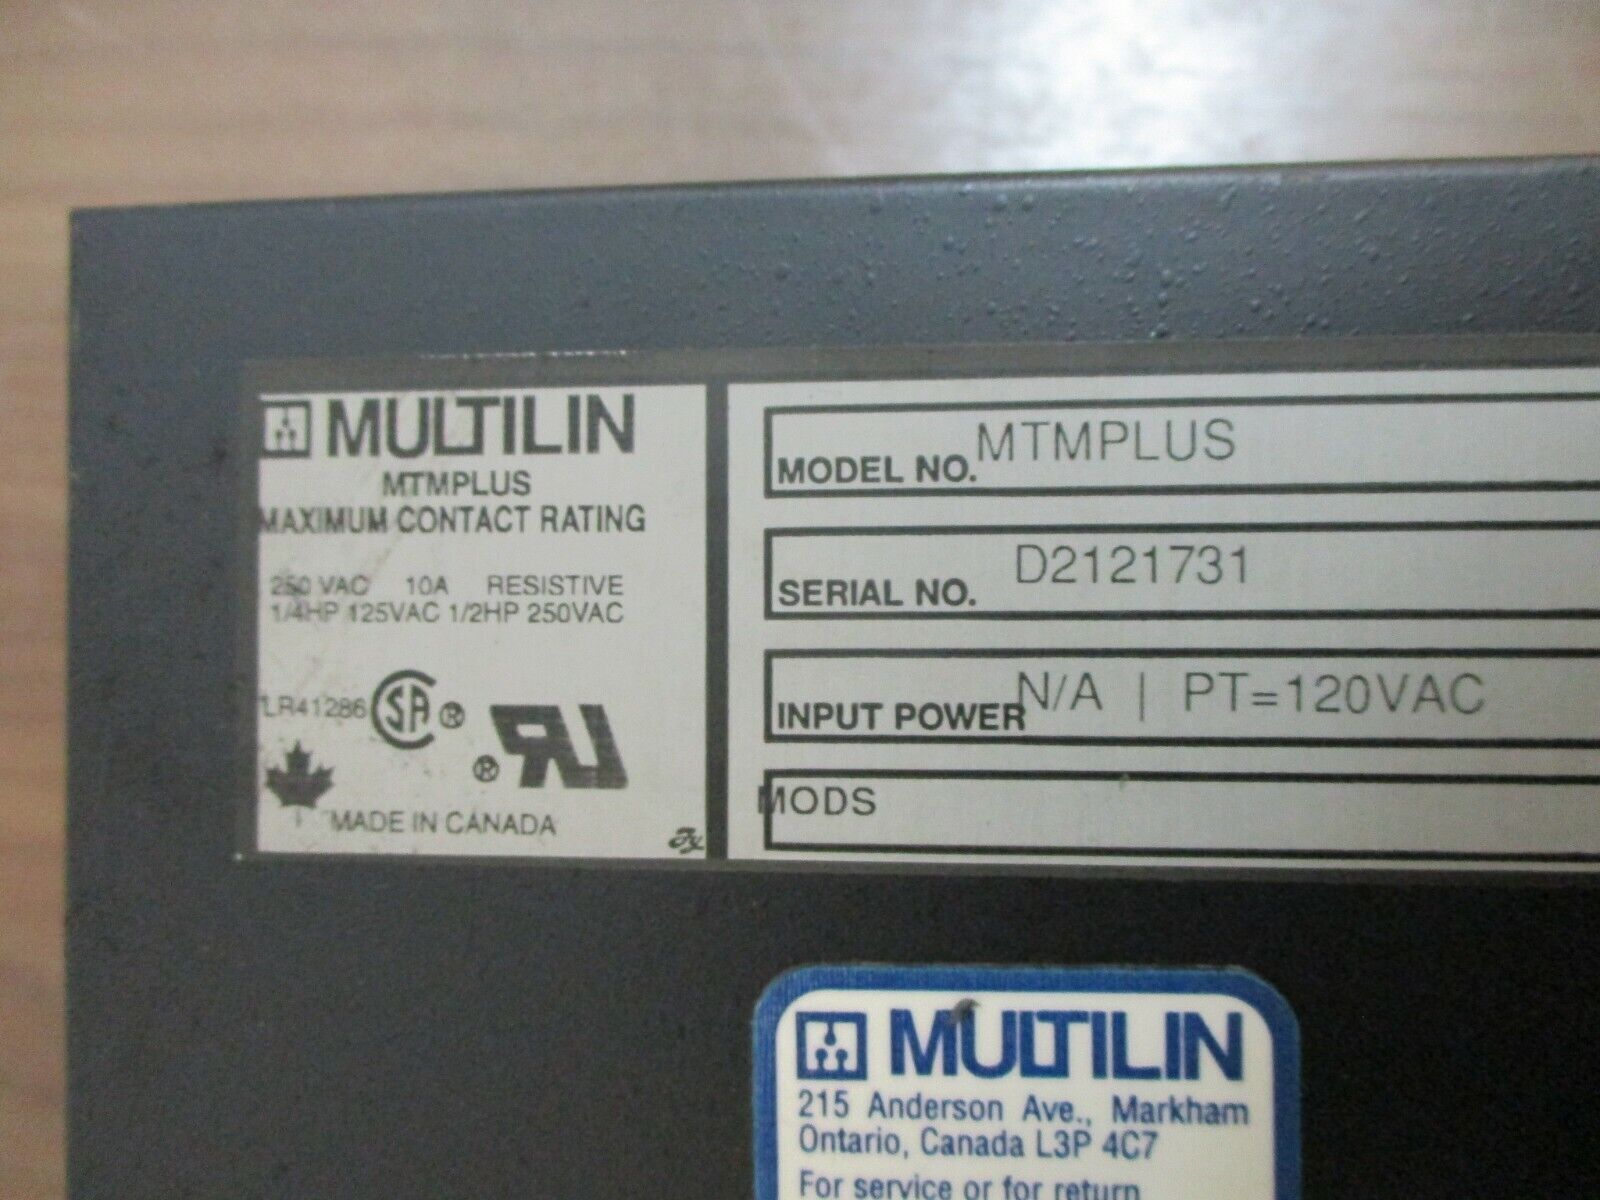 MULTILIN
MTMPLUS
MAXIMUM CONTACT RATING
250 VAC 10A RESISTIVE
1/4HP 125VAC 1/2HP 250VAC
LR41286 SA ®
® RU
MADE IN CANADA
MODEL NO. MTMPLUS
SERIAL NO. D2121731
INPUT POWER N/A | PT=120VAC
MODS
MULTILIN
215 Anderson Ave., Markham
Ontario, Canada L3P 4C7
For service or for return